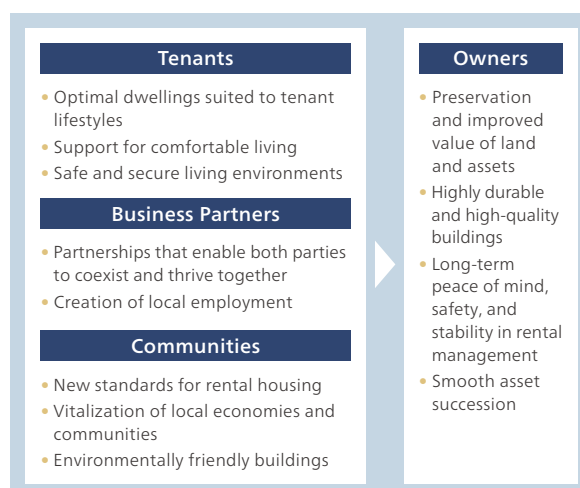 Tenants
• Optimal dwellings suited to tenant
lifestyles
• Support for comfortable living
• Safe and secure living environments
Business Partners
• Partnerships that enable both parties
to coexist and thrive together
• Creation of local employment
Communities
• New standards for rental housing
• Vitalization of local economies and
communities
• Environmentally friendly buildings
Owners
• Preservation
and improved
value of land
and assets
• Highly durable
and high-quality
buildings
• Long-term
peace of mind,
safety, and
stability in rental
management
• Smooth asset
succession